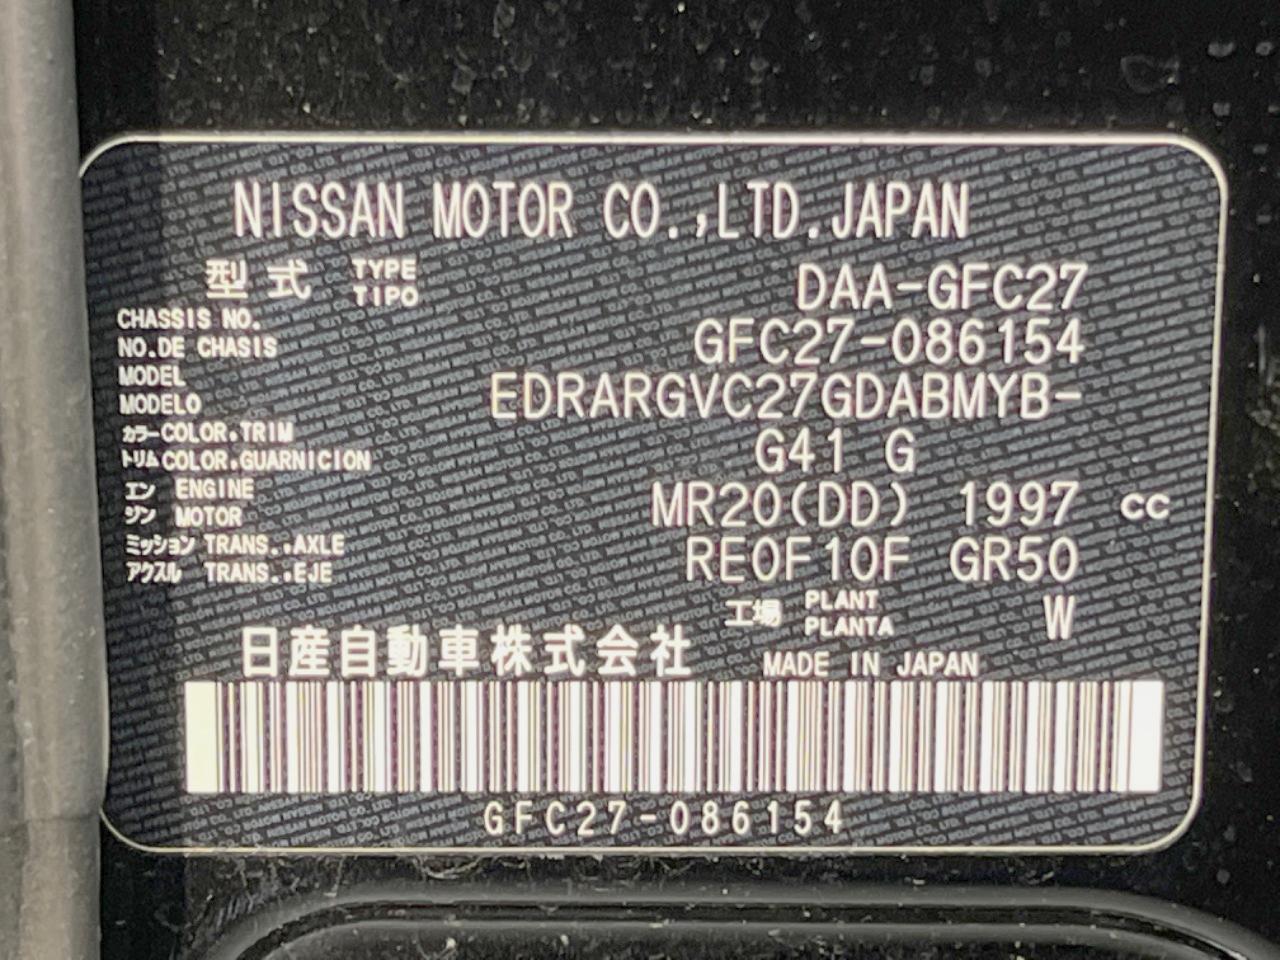 NISSAN MOTOR CO.,LTD.JAPAN
型式 TYPE TIPO DAA-GFC27
CHASSIS NO. NO.DE CHASIS GFC27-086154
MODEL MODELO EDRARGVC27GDABMYB-
カラー COLOR.TRIM トリム COLOR.GUARNICION G41 G
エンジン ENGINE MOTOR MR20(DD) 1997 cc
ミッション TRANS..AXLE アクスル TRANS..EJE RE0F10F GR50
工場 PLANT PLANTA W
日産自動車株式会社 MADE IN JAPAN
GFC27-086154